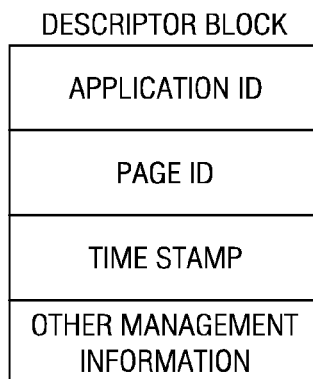 DESCRIPTOR BLOCK
APPLICATION ID
PAGE ID
TIME STAMP
OTHER MANAGEMENT
INFORMATION